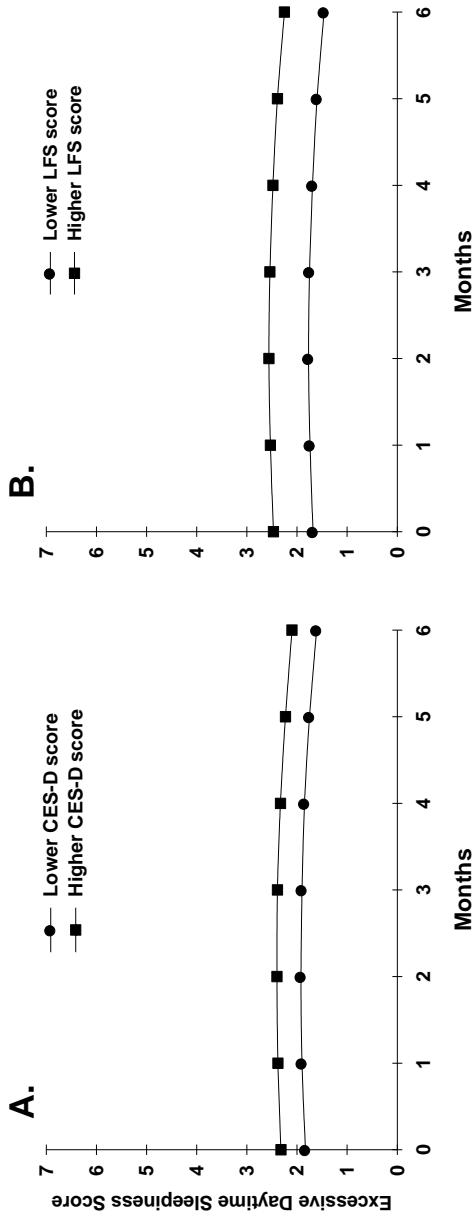 A.
Lower CES-D score
Higher CES-D score
Excessive Daytime Sleepiness Score
7
6
5
4
3
2
1
0
0 1 2 3 4 5 6
Months
B.
Lower LFS score
Higher LFS score
7
6
5
4
3
2
1
0
0 1 2 3 4 5 6
Months